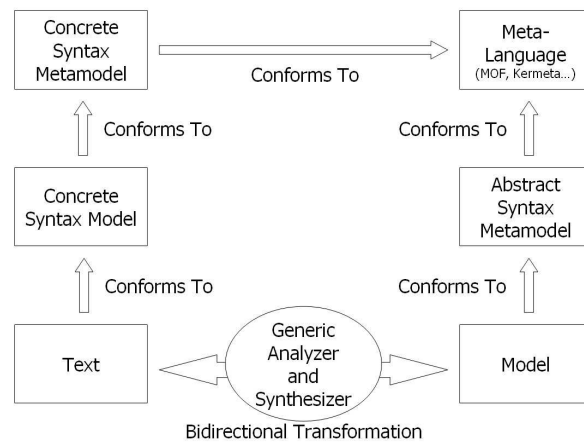 Concrete
Syntax
Metamodel
Meta-
Language
(MOF, Kermeta...)
Conforms To
Conforms To
Conforms To
Concrete
Syntax Model
Abstract
Syntax
Metamodel
Conforms To
Conforms To
Text
Generic
Analyzer
and
Synthesizer
Model
Bidirectional Transformation